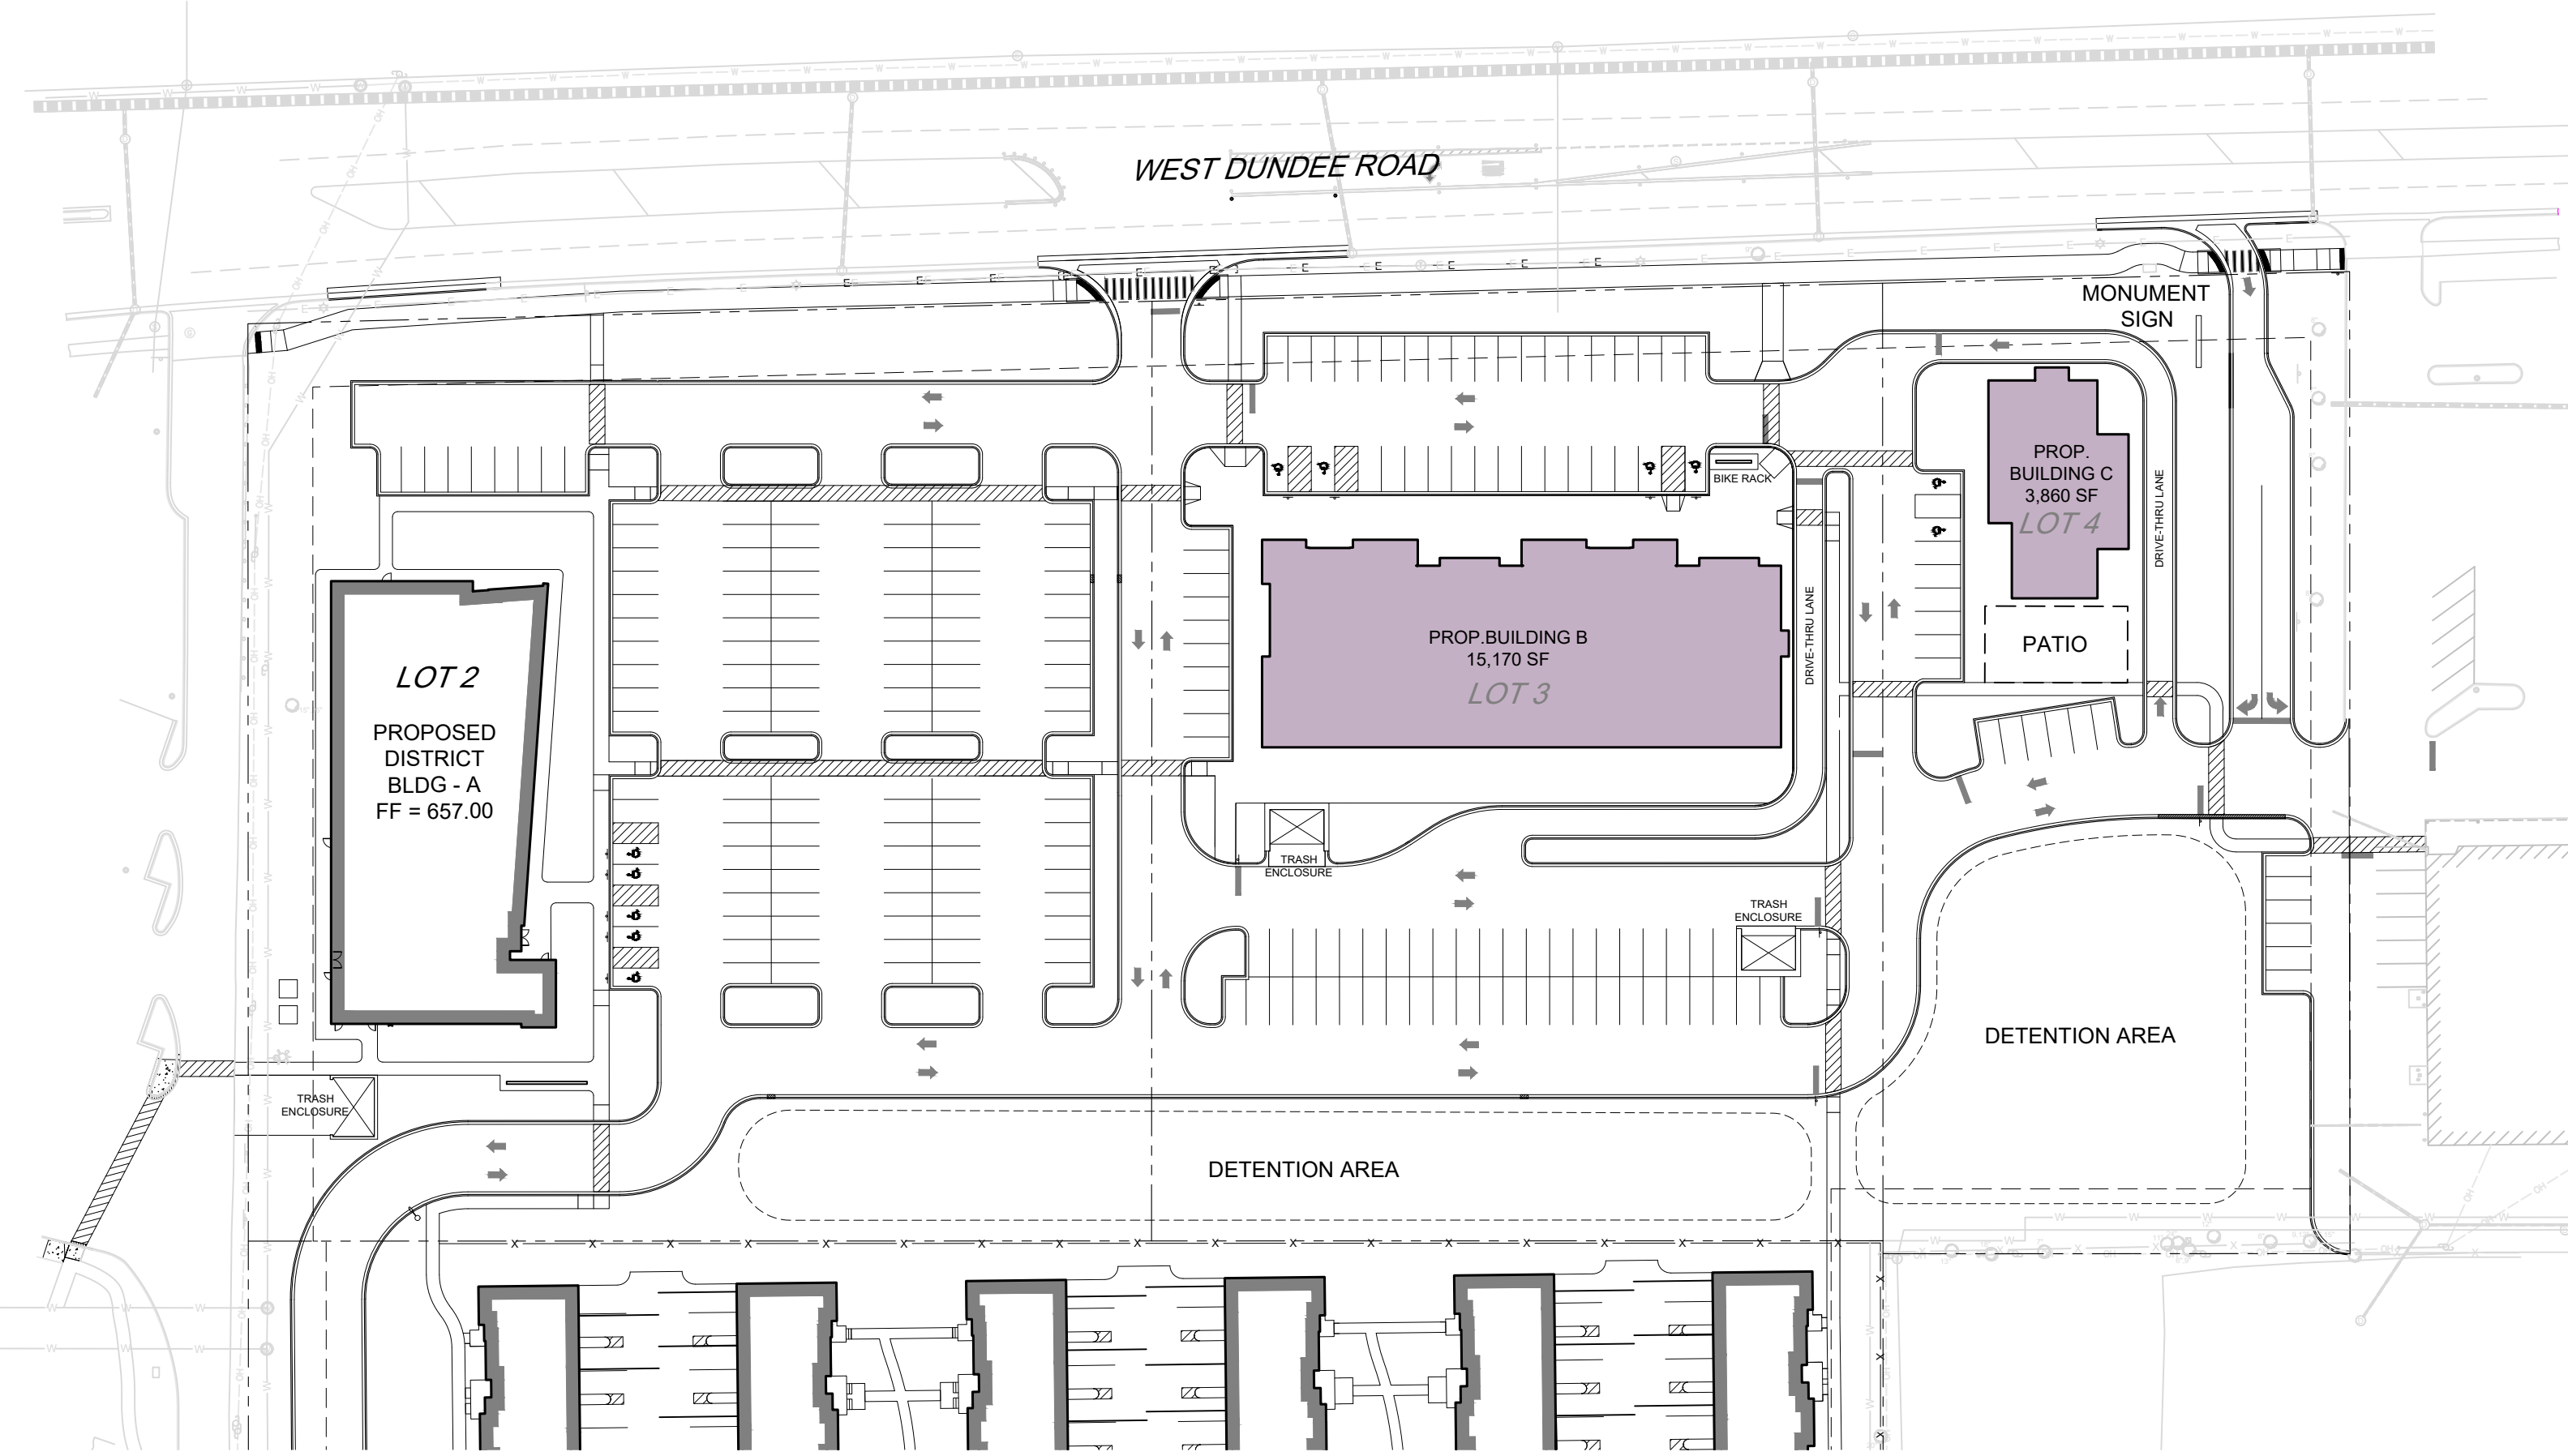 WEST DUNDEE ROAD
MONUMENT
SIGN
PROP.
BUILDING C
3,860 SF
LOT 4
DRIVE-THRU LANE
BIKE RACK
PATIO
PROP.BUILDING B
15,170 SF
LOT 3
DRIVE-THRU LANE
LOT 2
PROPOSED
DISTRICT
BLDG - A
FF = 657.00
TRASH
ENCLOSURE
TRASH
ENCLOSURE
DETENTION AREA
TRASH
ENCLOSURE
DETENTION AREA